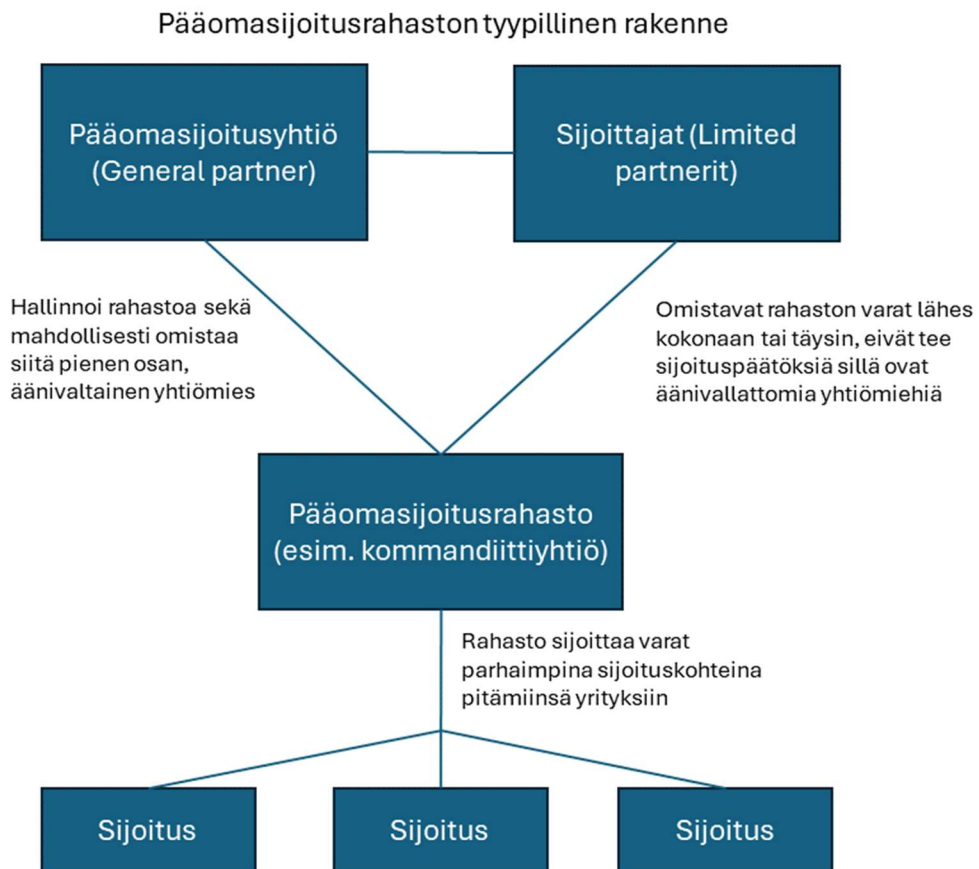 Pääomasijoitusrahaston tyypillinen rakenne
Pääomasijoitusyhtiö
(General partner)
Sijoittajat (Limited
partnerit)
Hallinnoi rahastoa sekä
mahdollisesti omistaa
siitä pienen osan,
äänivaltainen yhtiömies
Omistavat rahaston varat lähes
kokonaan tai täysin, eivät tee
sijoituspäätöksiä sillä ovat
äänivallattomia yhtiömiehiä
Pääomasijoitusrahasto
(esim. kommandiittiyhtiö)
Rahasto sijoittaa varat
parhaimpina sijoituskohteina
pitämiinsä yrityksiin
Sijoitus
Sijoitus
Sijoitus